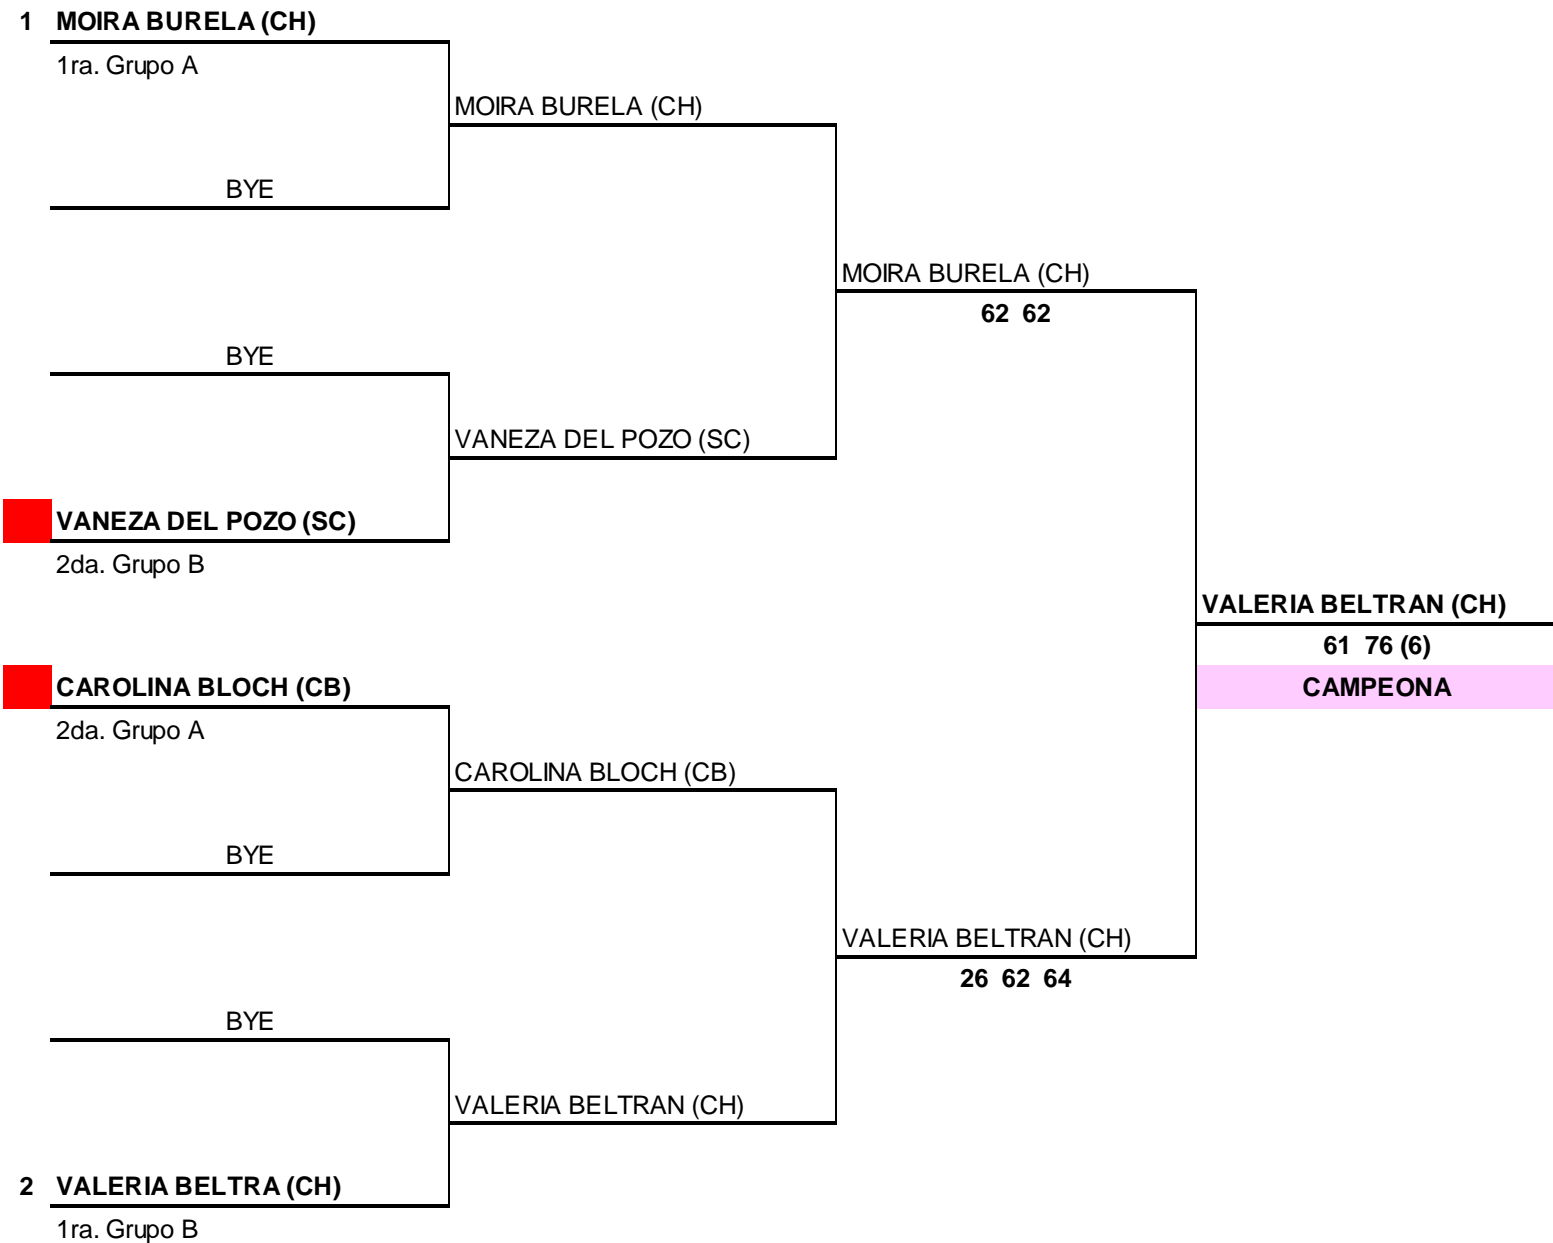 1 MOIRA BURELA (CH)
1ra. Grupo A
MOIRA BURELA (CH)
BYE
MOIRA BURELA (CH)
62 62
BYE
VANEZA DEL POZO (SC)
VANEZA DEL POZO (SC)
2da. Grupo B
VALERIA BELTRAN (CH)
61 76 (6)
CAROLINA BLOCH (CB)
CAMPEONA
2da. Grupo A
CAROLINA BLOCH (CB)
BYE
VALERIA BELTRAN (CH)
26 62 64
BYE
VALERIA BELTRAN (CH)
2 VALERIA BELTRA (CH)
1ra. Grupo B